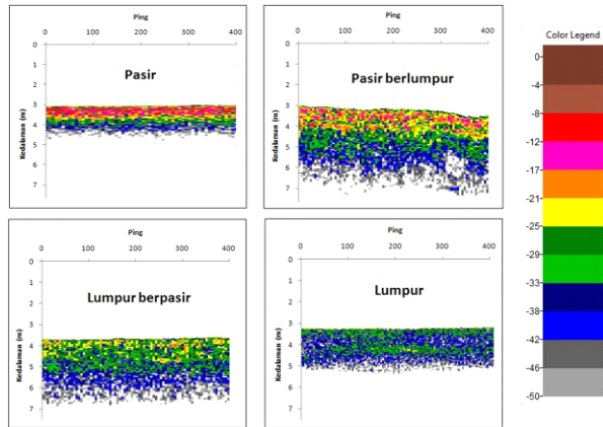 Ping
0 100 200 300 400
0
1
2
3
4
5
6
7
Kedalaman (m)
Pasir
Ping
0 100 200 300 400
0
1
2
3
4
5
6
7
Kedalaman (m)
Pasir berlumpur
Ping
0 100 200 300 400
0
1
2
3
4
5
6
7
Kedalaman (m)
Lumpur berpasir
Ping
0 100 200 300 400
0
1
2
3
4
5
6
7
Kedalaman (m)
Lumpur
Color Legend
0
-4
-8
-12
-17
-21
-25
-29
-33
-38
-42
-46
-50